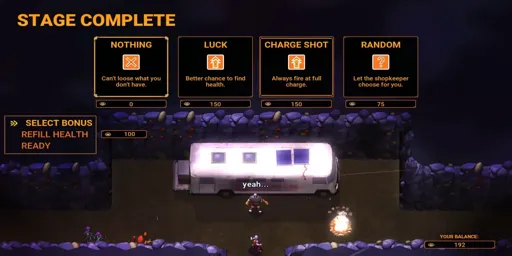 STAGE COMPLETE
NOTHING
Can't loose what you
don't have.
0
LUCK
Better chance to find
health.
150
CHARGE SHOT
Always fire at full
charge.
150
RANDOM
Let the shopkeeper
choose for you.
75
SELECT BONUS
REFILL HEALTH
100
READY
yeah...
YOUR BALANCE:
192